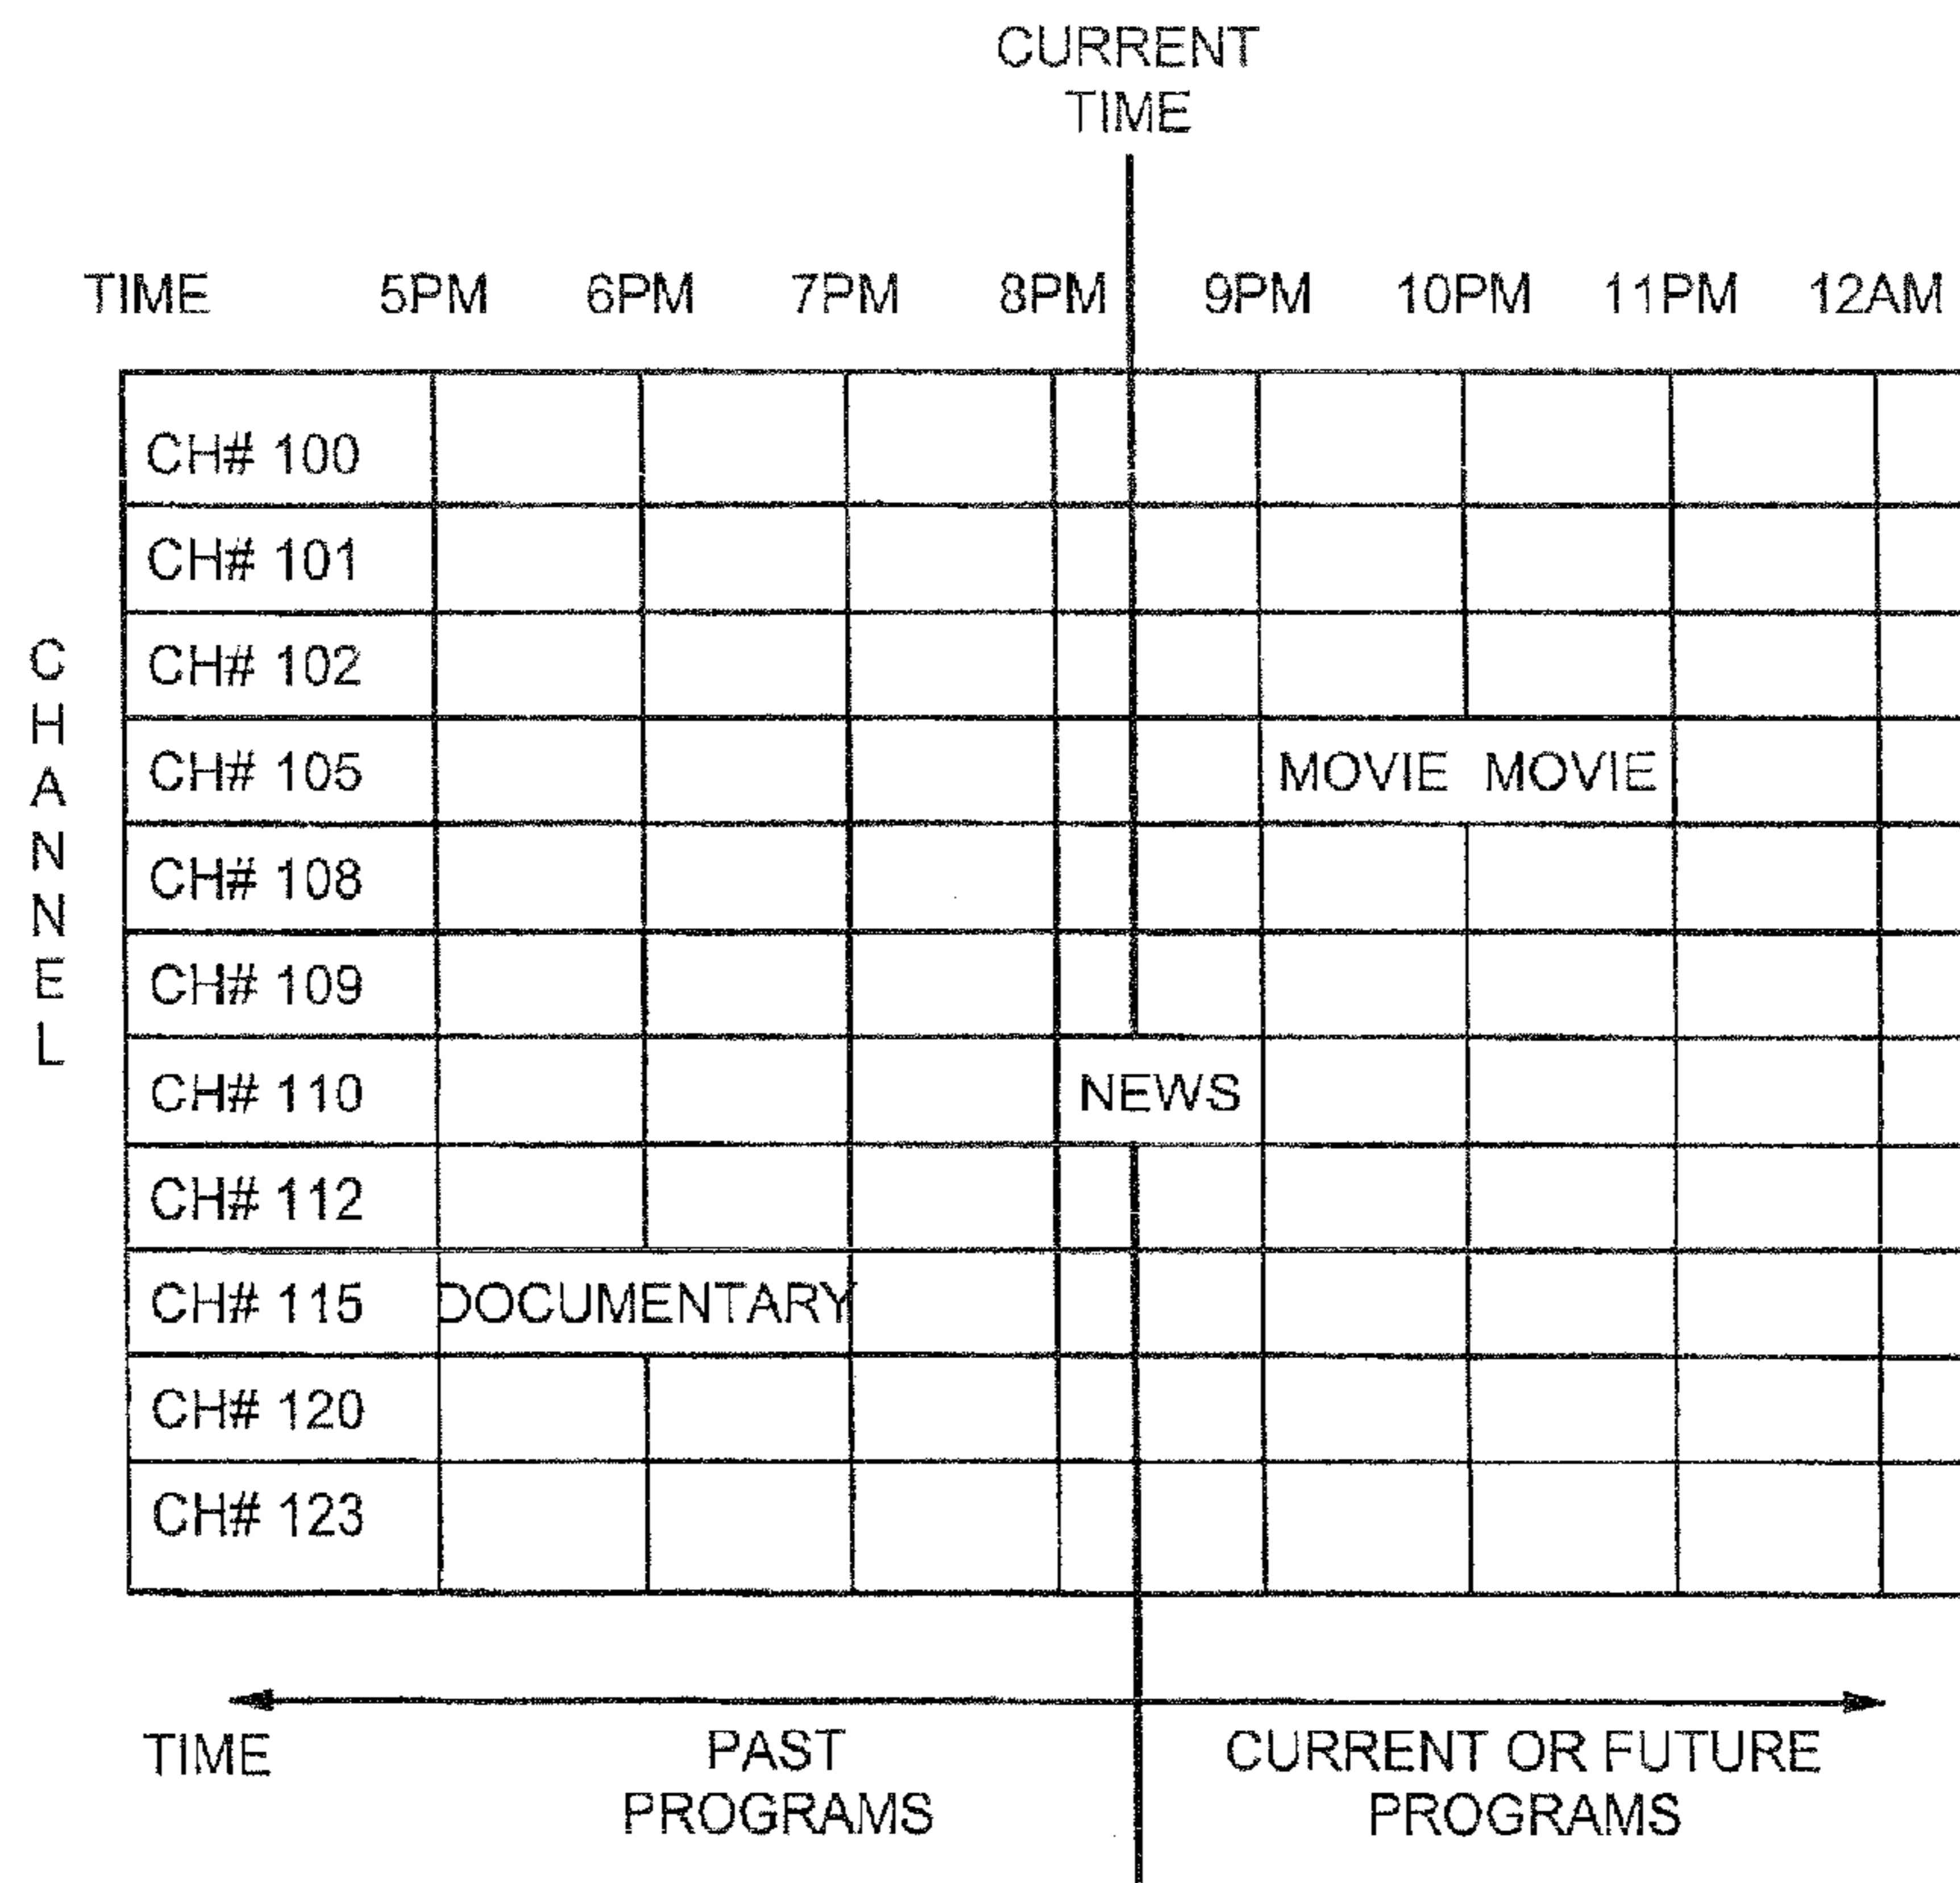 CURRENT
TIME
TIME 5PM 6PM 7PM 8PM 9PM 10PM 11PM 12AM
CHANNEL
CH# 100
CH# 101
CH# 102
CH# 105 MOVIE MOVIE
CH# 108
CH# 109
CH# 110 NEWS
CH# 112
CH# 115 DOCUMENTARY
CH# 120
CH# 123
TIME
PAST
PROGRAMS
CURRENT OR FUTURE
PROGRAMS